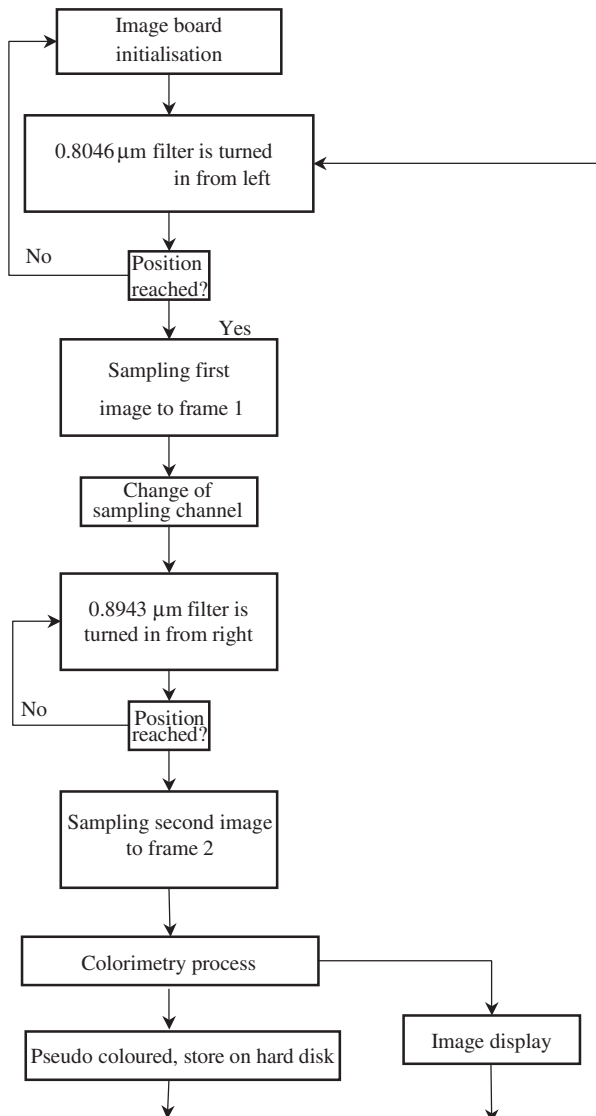 Image board
initialisation
0.8046 μm filter is turned
in from left
No
Position
reached?
Yes
Sampling first
image to frame 1
Change of
sampling channel
0.8943 μm filter is
turned in from right
No
Position
reached?
Sampling second image
to frame 2
Colorimetry process
Pseudo coloured, store on hard disk
Image display